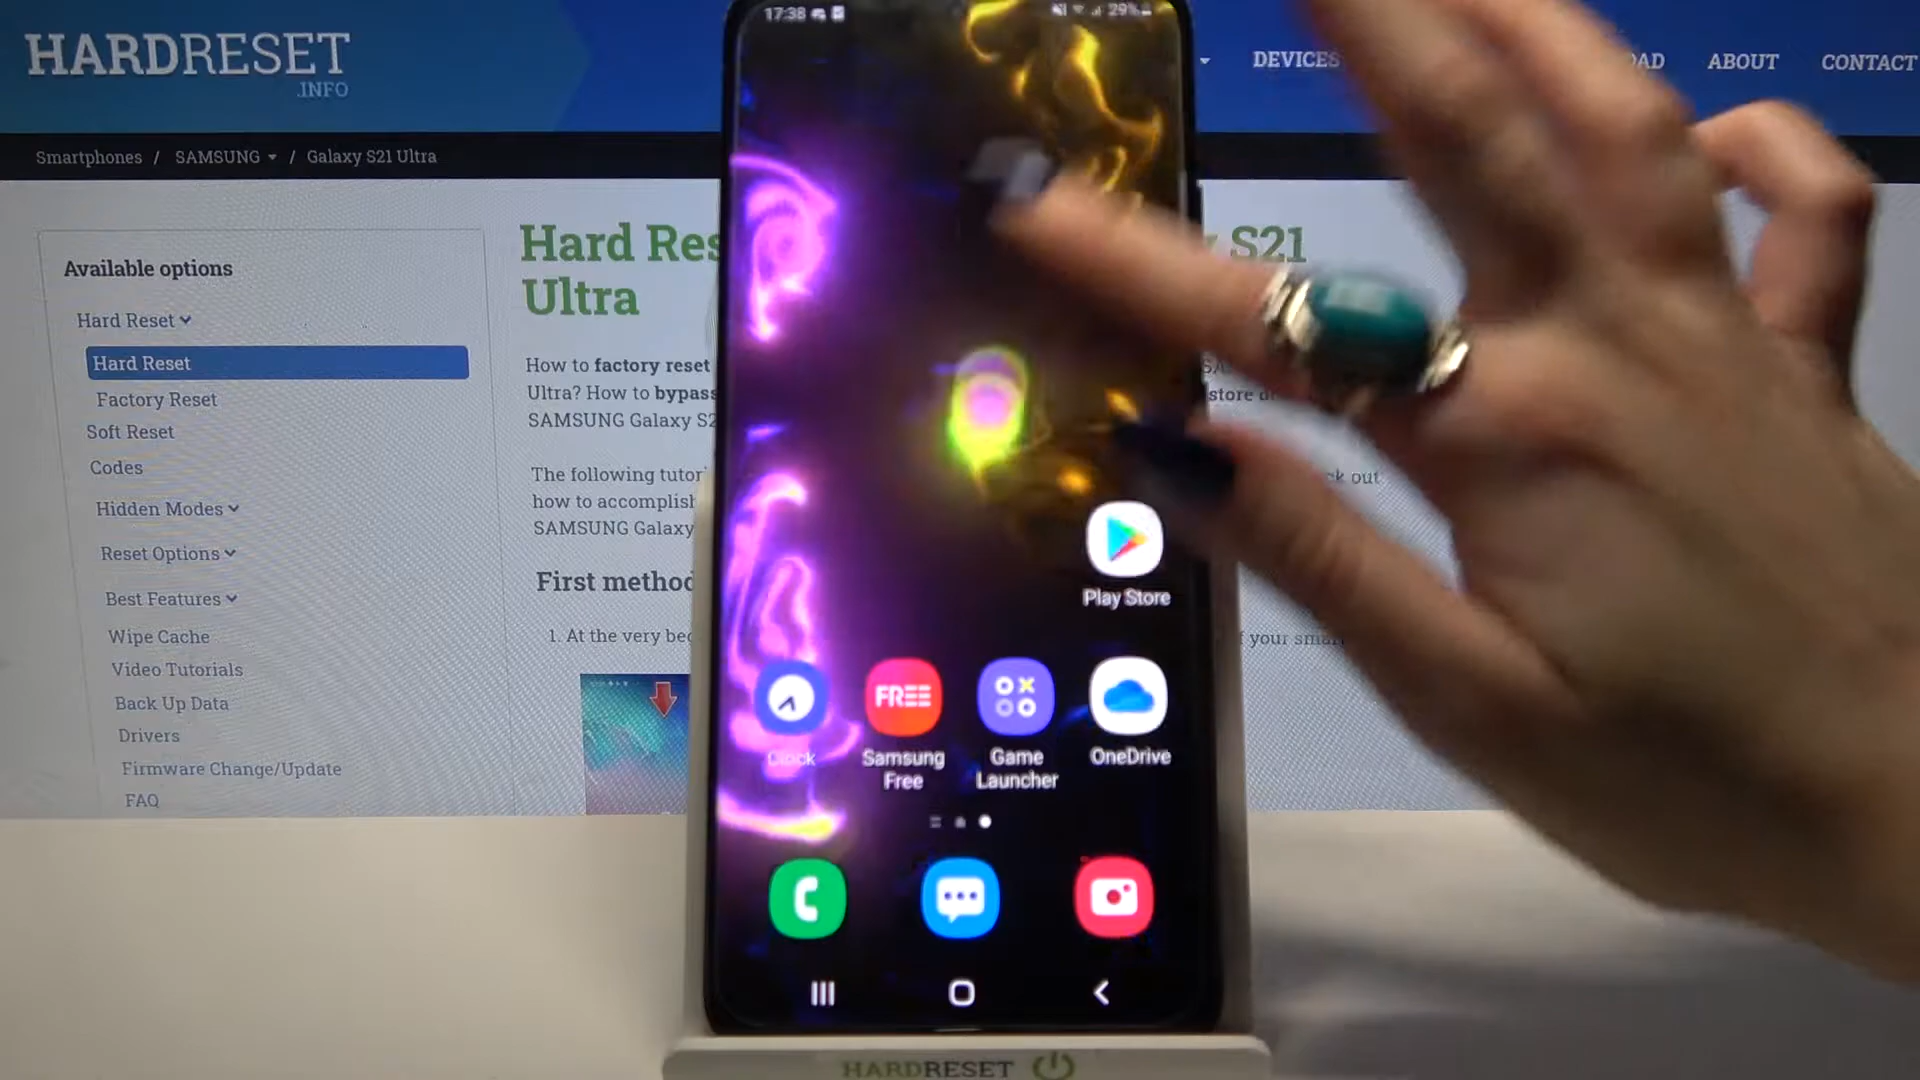 HARDRESET
.INFO
DEVICES
ABOUT
CONTACT
Smartphones / SAMSUNG / Galaxy S21 Ultra
Available options
Hard Reset
Hard Reset
Factory Reset
Soft Reset
Codes
Hidden Modes
Reset Options
Best Features
Wipe Cache
Video Tutorials
Back Up Data
Drivers
Firmware Change/Update
FAQ
Hard Res
S21
Ultra
How to factory reset
Ultra? How to bypass
store
SAMSUNG Galaxy S2
The following
out
how to accomplish
SAMSUNG Galaxy
First method
1. At the very
of your
17:38
29%
Play Store
Clock
Samsung
Free
Game
Launcher
OneDrive
FREE
HARDRESET